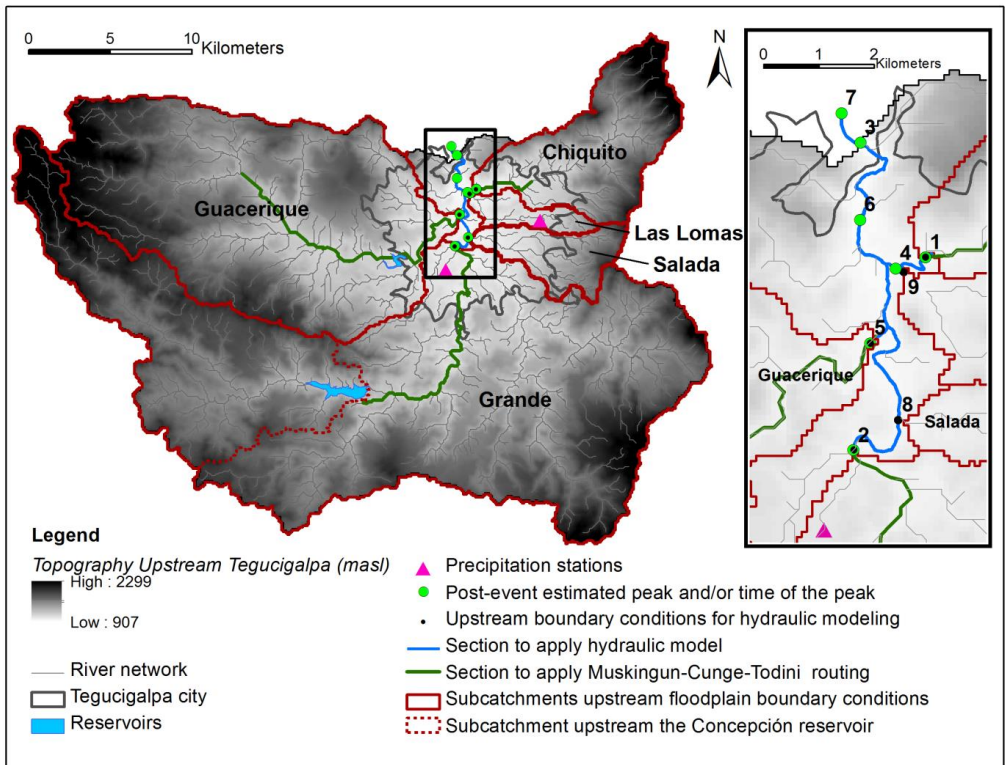 0 5 10 Kilometers
N
0 1 2 Kilometers
7
3
6
4
1
9
5
Guacerique
8
Salada
2
Chiquito
Guacerique
Las Lomas
Salada
Grande
Legend
Topography Upstream Tegucigalpa (masl)
High : 2299
Low : 907
River network
Tegucigalpa city
Reservoirs
Precipitation stations
Post-event estimated peak and/or time of the peak
Upstream boundary conditions for hydraulic modeling
Section to apply hydraulic model
Section to apply Muskingun-Cunge-Todini routing
Subcatchments upstream floodplain boundary conditions
Subcatchment upstream the Concepción reservoir